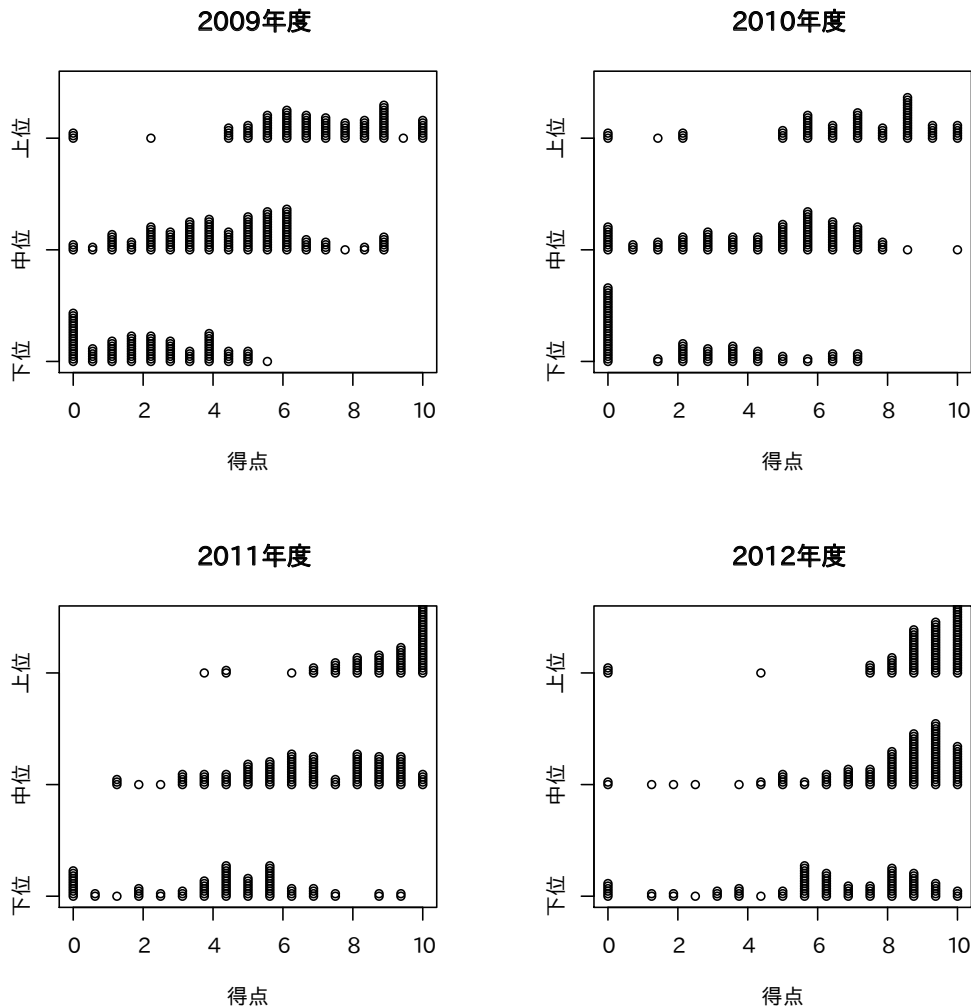 2009年度
上位
中位
下位
0 2 4 6 8 10
得点
2010年度
上位
中位
下位
0 2 4 6 8 10
得点
2011年度
上位
中位
下位
0 2 4 6 8 10
得点
2012年度
上位
中位
下位
0 2 4 6 8 10
得点